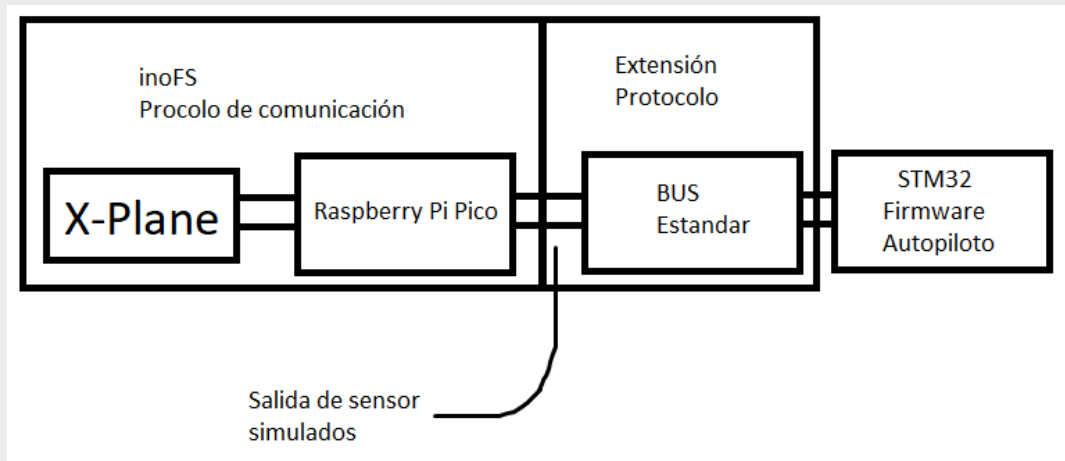 inoFS
Procolo de comunicación
Extensión
Protocolo
X-Plane
Raspberry Pi Pico
BUS
Estandar
STM32
Firmware
Autopiloto
Salida de sensor
simulados